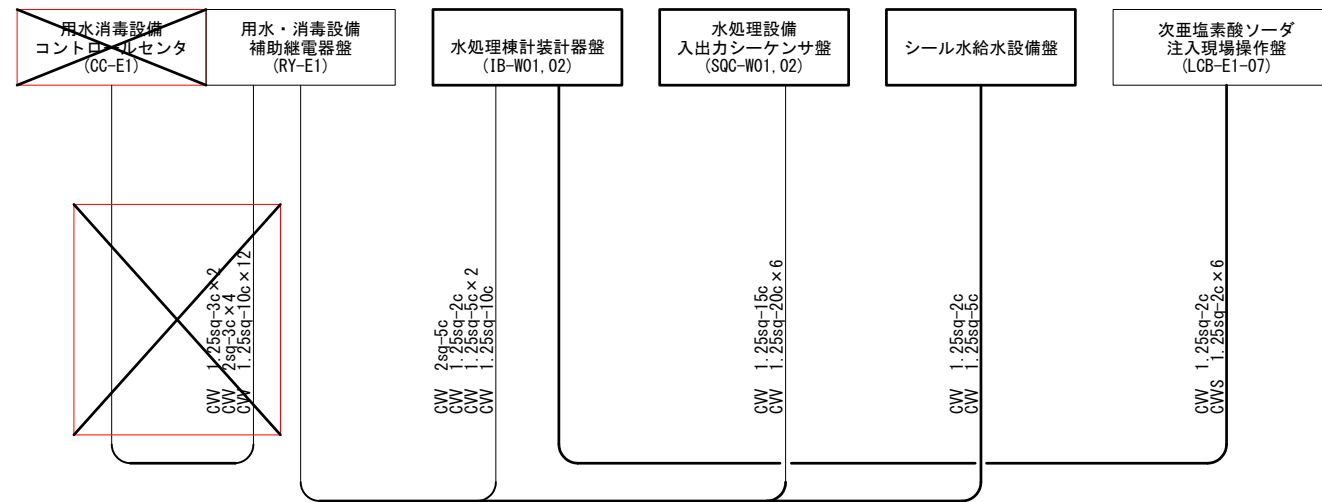 用水消毒設備
コントロールセンタ
(CC-E1)
用水・消毒設備
補助継電器盤
(RY-E1)
水処理棟計装計器盤
(IB-W01,02)
水処理設備
入出力シーケンサ盤
(SQC-W01,02)
シール水給水設備盤
次亜塩素酸ソーダ
注入現場操作盤
(LCB-E1-07)
CVV 1.25sq-3c×2
CVV 2sq-3c×4
CVV 1.25sq-10c×12
CVV 2sq-5c
CVV 1.25sq-2c
CVV 1.25sq-5c×2
CVV 1.25sq-10c
CVV 1.25sq-15c
CVV 1.25sq-20c×6
CVV 1.25sq-2c
CVV 1.25sq-5c
CVV 1.25sq-2c
CVVS 1.25sq-2c×6